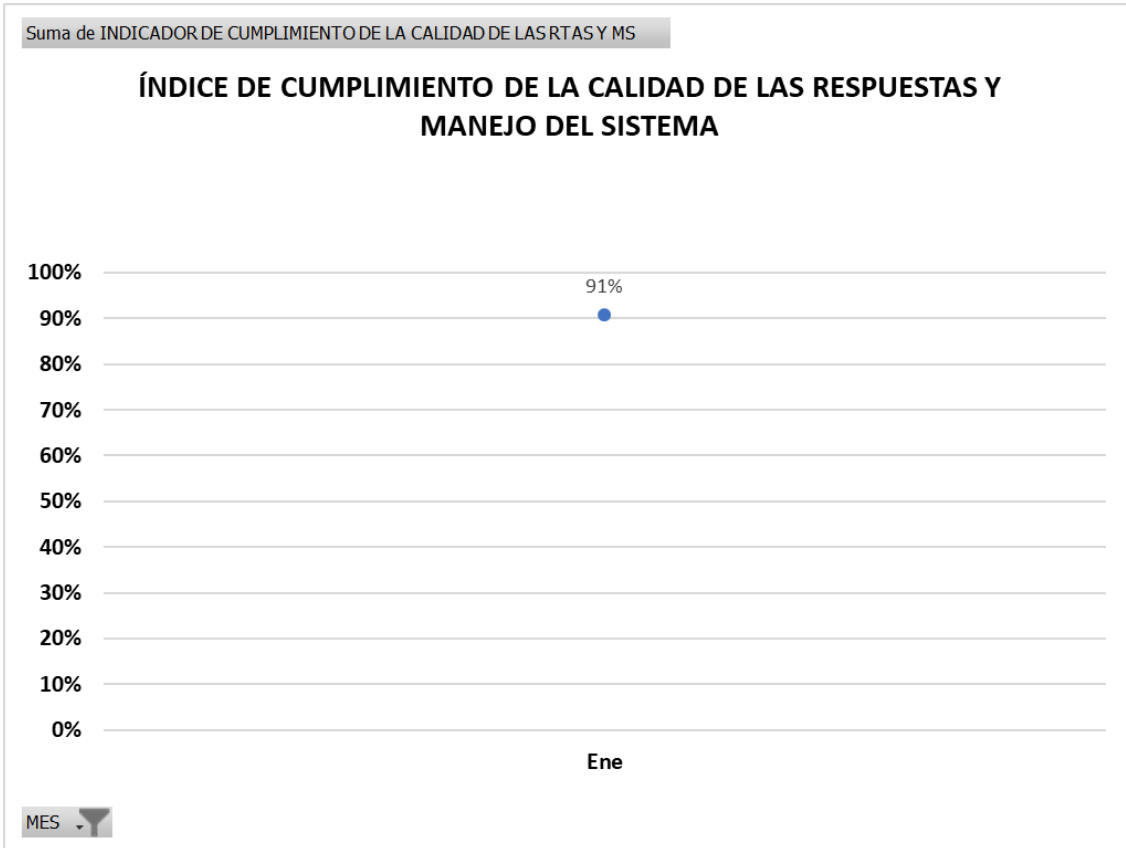 Suma de INDICADOR DE CUMPLIMIENTO DE LA CALIDAD DE LAS RTAS Y MS
ÍNDICE DE CUMPLIMIENTO DE LA CALIDAD DE LAS RESPUESTAS Y
MANEJO DEL SISTEMA
100%
91%
90%
80%
70%
60%
50%
40%
30%
20%
10%
0%
Ene
MES